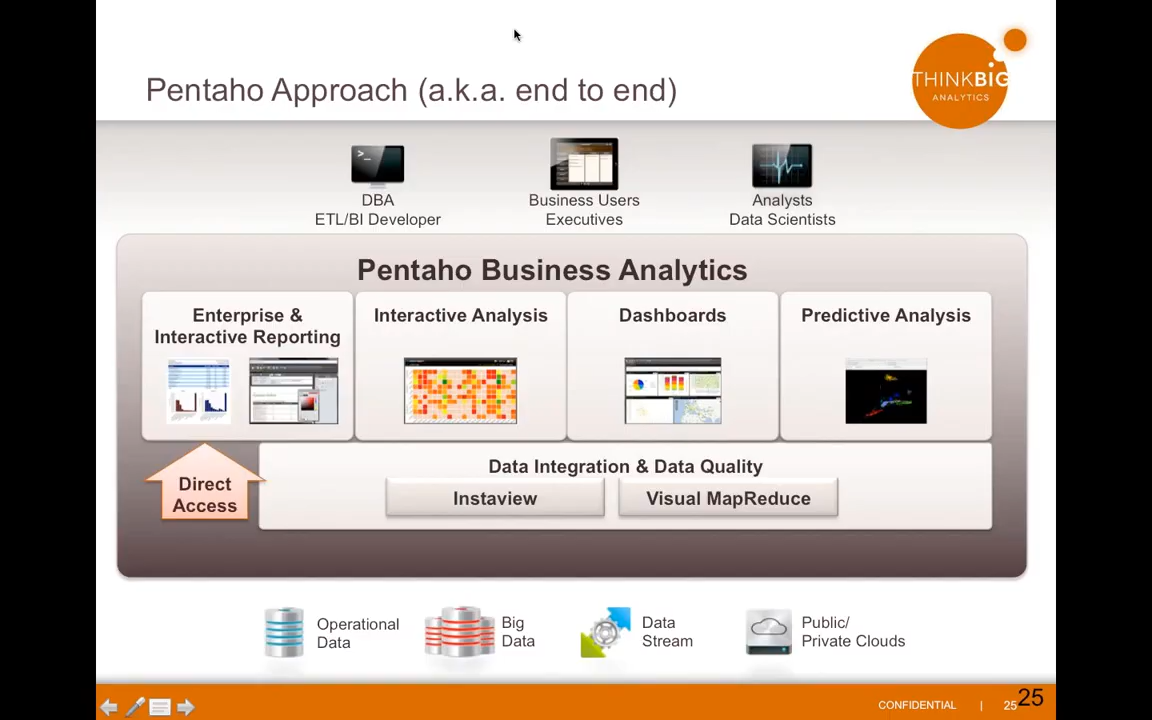 Pentaho Approach (a.k.a. end to end)
THINKBIG
ANALYTICS
>_
DBA
ETL/BI Developer
Business Users
Executives
Analysts
Data Scientists
Pentaho Business Analytics
Enterprise &
Interactive Reporting
Interactive Analysis
Dashboards
Predictive Analysis
Direct
Access
Data Integration & Data Quality
Instaview
Visual MapReduce
Operational
Data
Big
Data
Data
Stream
Public/
Private Clouds
CONFIDENTIAL | 25
25